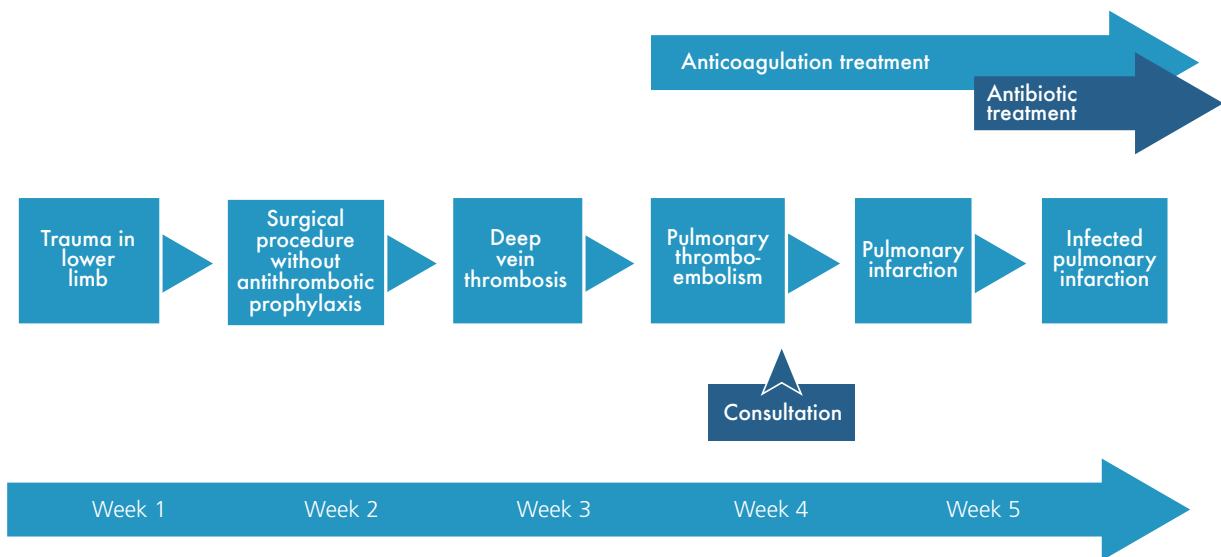 Anticoagulation treatment
Antibiotic
treatment
Trauma in
lower
limb
Surgical
procedure
without
antithrombotic
prophylaxis
Deep
vein
thrombosis
Pulmonary
thrombo-
embolism
Pulmonary
infarction
Infected
pulmonary
infarction
Consultation
Week 1
Week 2
Week 3
Week 4
Week 5